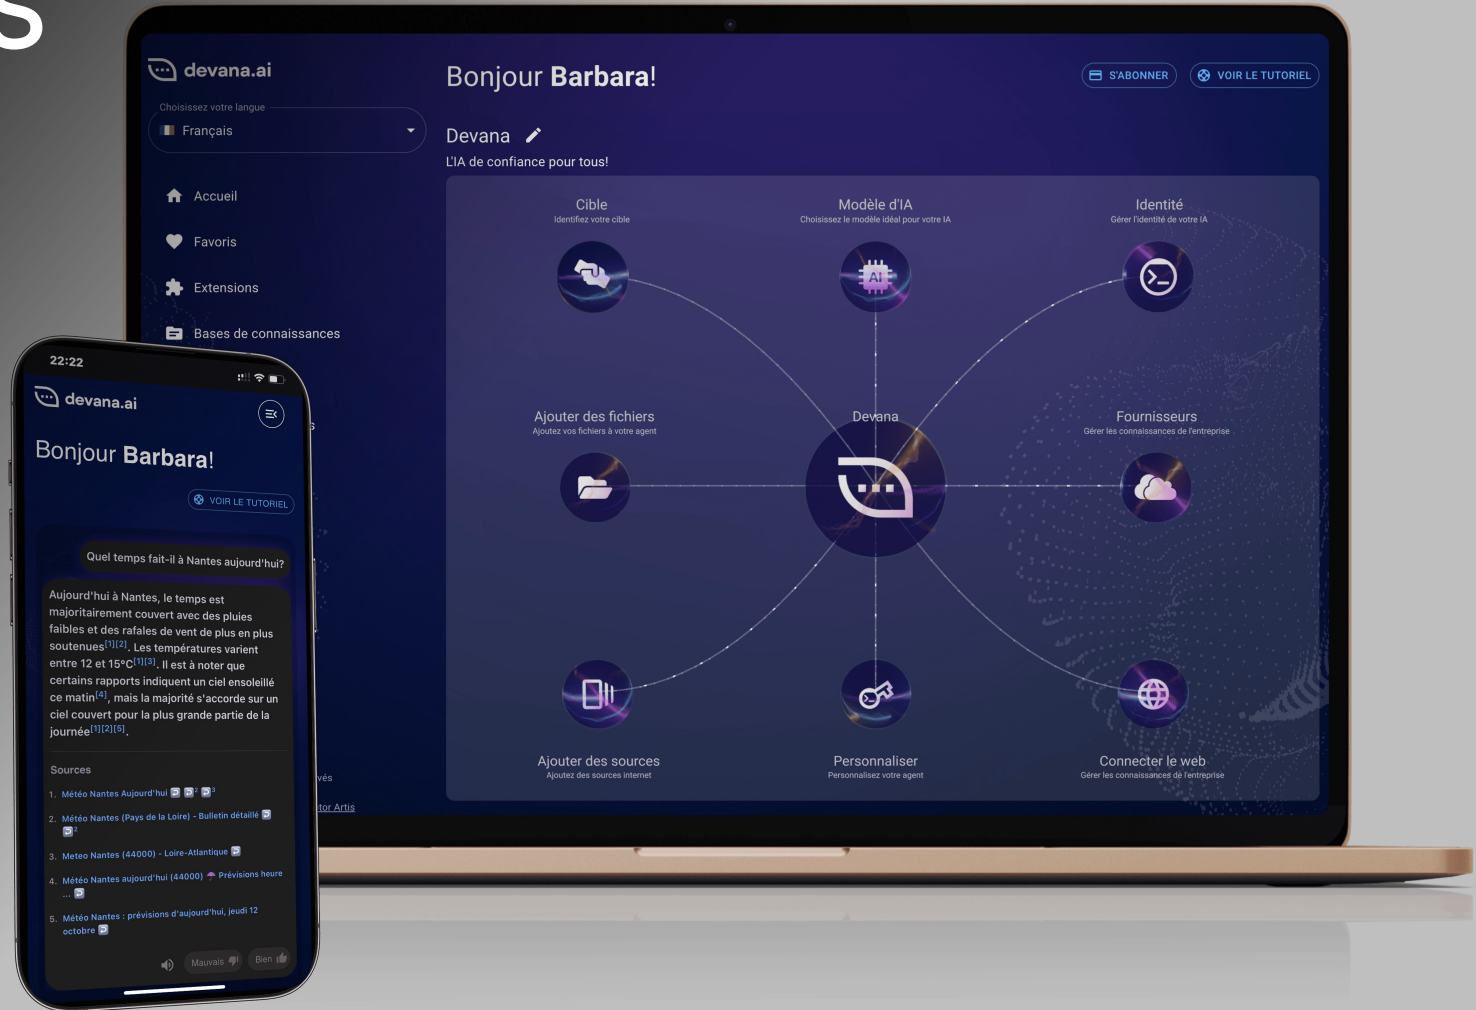 S
devana.ai
Choisissez votre langue
Français
Accueil
Favoris
Extensions
Bases de connaissances
Bonjour Barbara!
S'ABONNER
VOIR LE TUTORIEL
Devana
L'IA de confiance pour tous!
Cible
Identifiez votre cible
Modèle d'IA
Choisissez le modèle idéal pour votre IA
AI
Identité
Gérer l'identité de votre IA
Ajouter des fichiers
Ajoutez vos fichiers à votre agent
Devana
Fournisseurs
Gérer les connaissances de l'entreprise
Ajouter des sources
Ajoutez des sources internet
Personnaliser
Personnalisez votre agent
Connecter le web
Gérer les connaissances de l'entreprise
s
vés
tor Artis
22:22
devana.ai
Bonjour Barbara!
VOIR LE TUTORIEL
Quel temps fait-il à Nantes aujourd'hui?
Aujourd'hui à Nantes, le temps est
majoritairement couvert avec des pluies
faibles et des rafales de vent de plus en plus
soutenues[1][2]. Les températures varient
entre 12 et 15°C[1][3]. Il est à noter que
certains rapports indiquent un ciel ensoleillé
ce matin[4], mais la majorité s'accorde sur un
ciel couvert pour la plus grande partie de la
journée[1][2][5].
Sources
1. Météo Nantes Aujourd'hui ↩ ↩2 ↩3
2. Météo Nantes (Pays de la Loire) - Bulletin détaillé ↩
↩2
3. Meteo Nantes (44000) - Loire-Atlantique ↩
4. Météo Nantes aujourd'hui (44000) ☂ Prévisions heure
... ↩
5. Météo Nantes : prévisions d'aujourd'hui, jeudi 12
octobre ↩
Mauvais
Bien